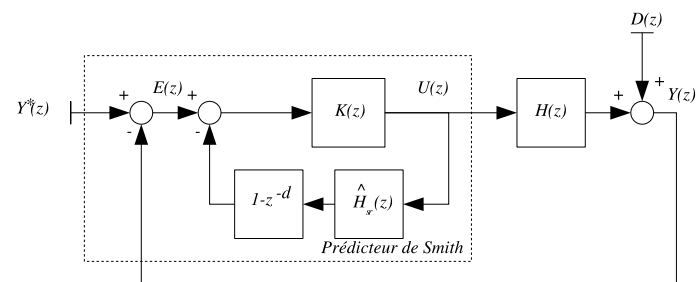 D(z)
+
+ E(z) + U(z) + Y(z)
Y*(z) K(z) H(z)
- -
1-z^-d Ĥ_sr(z)
Prédicteur de Smith